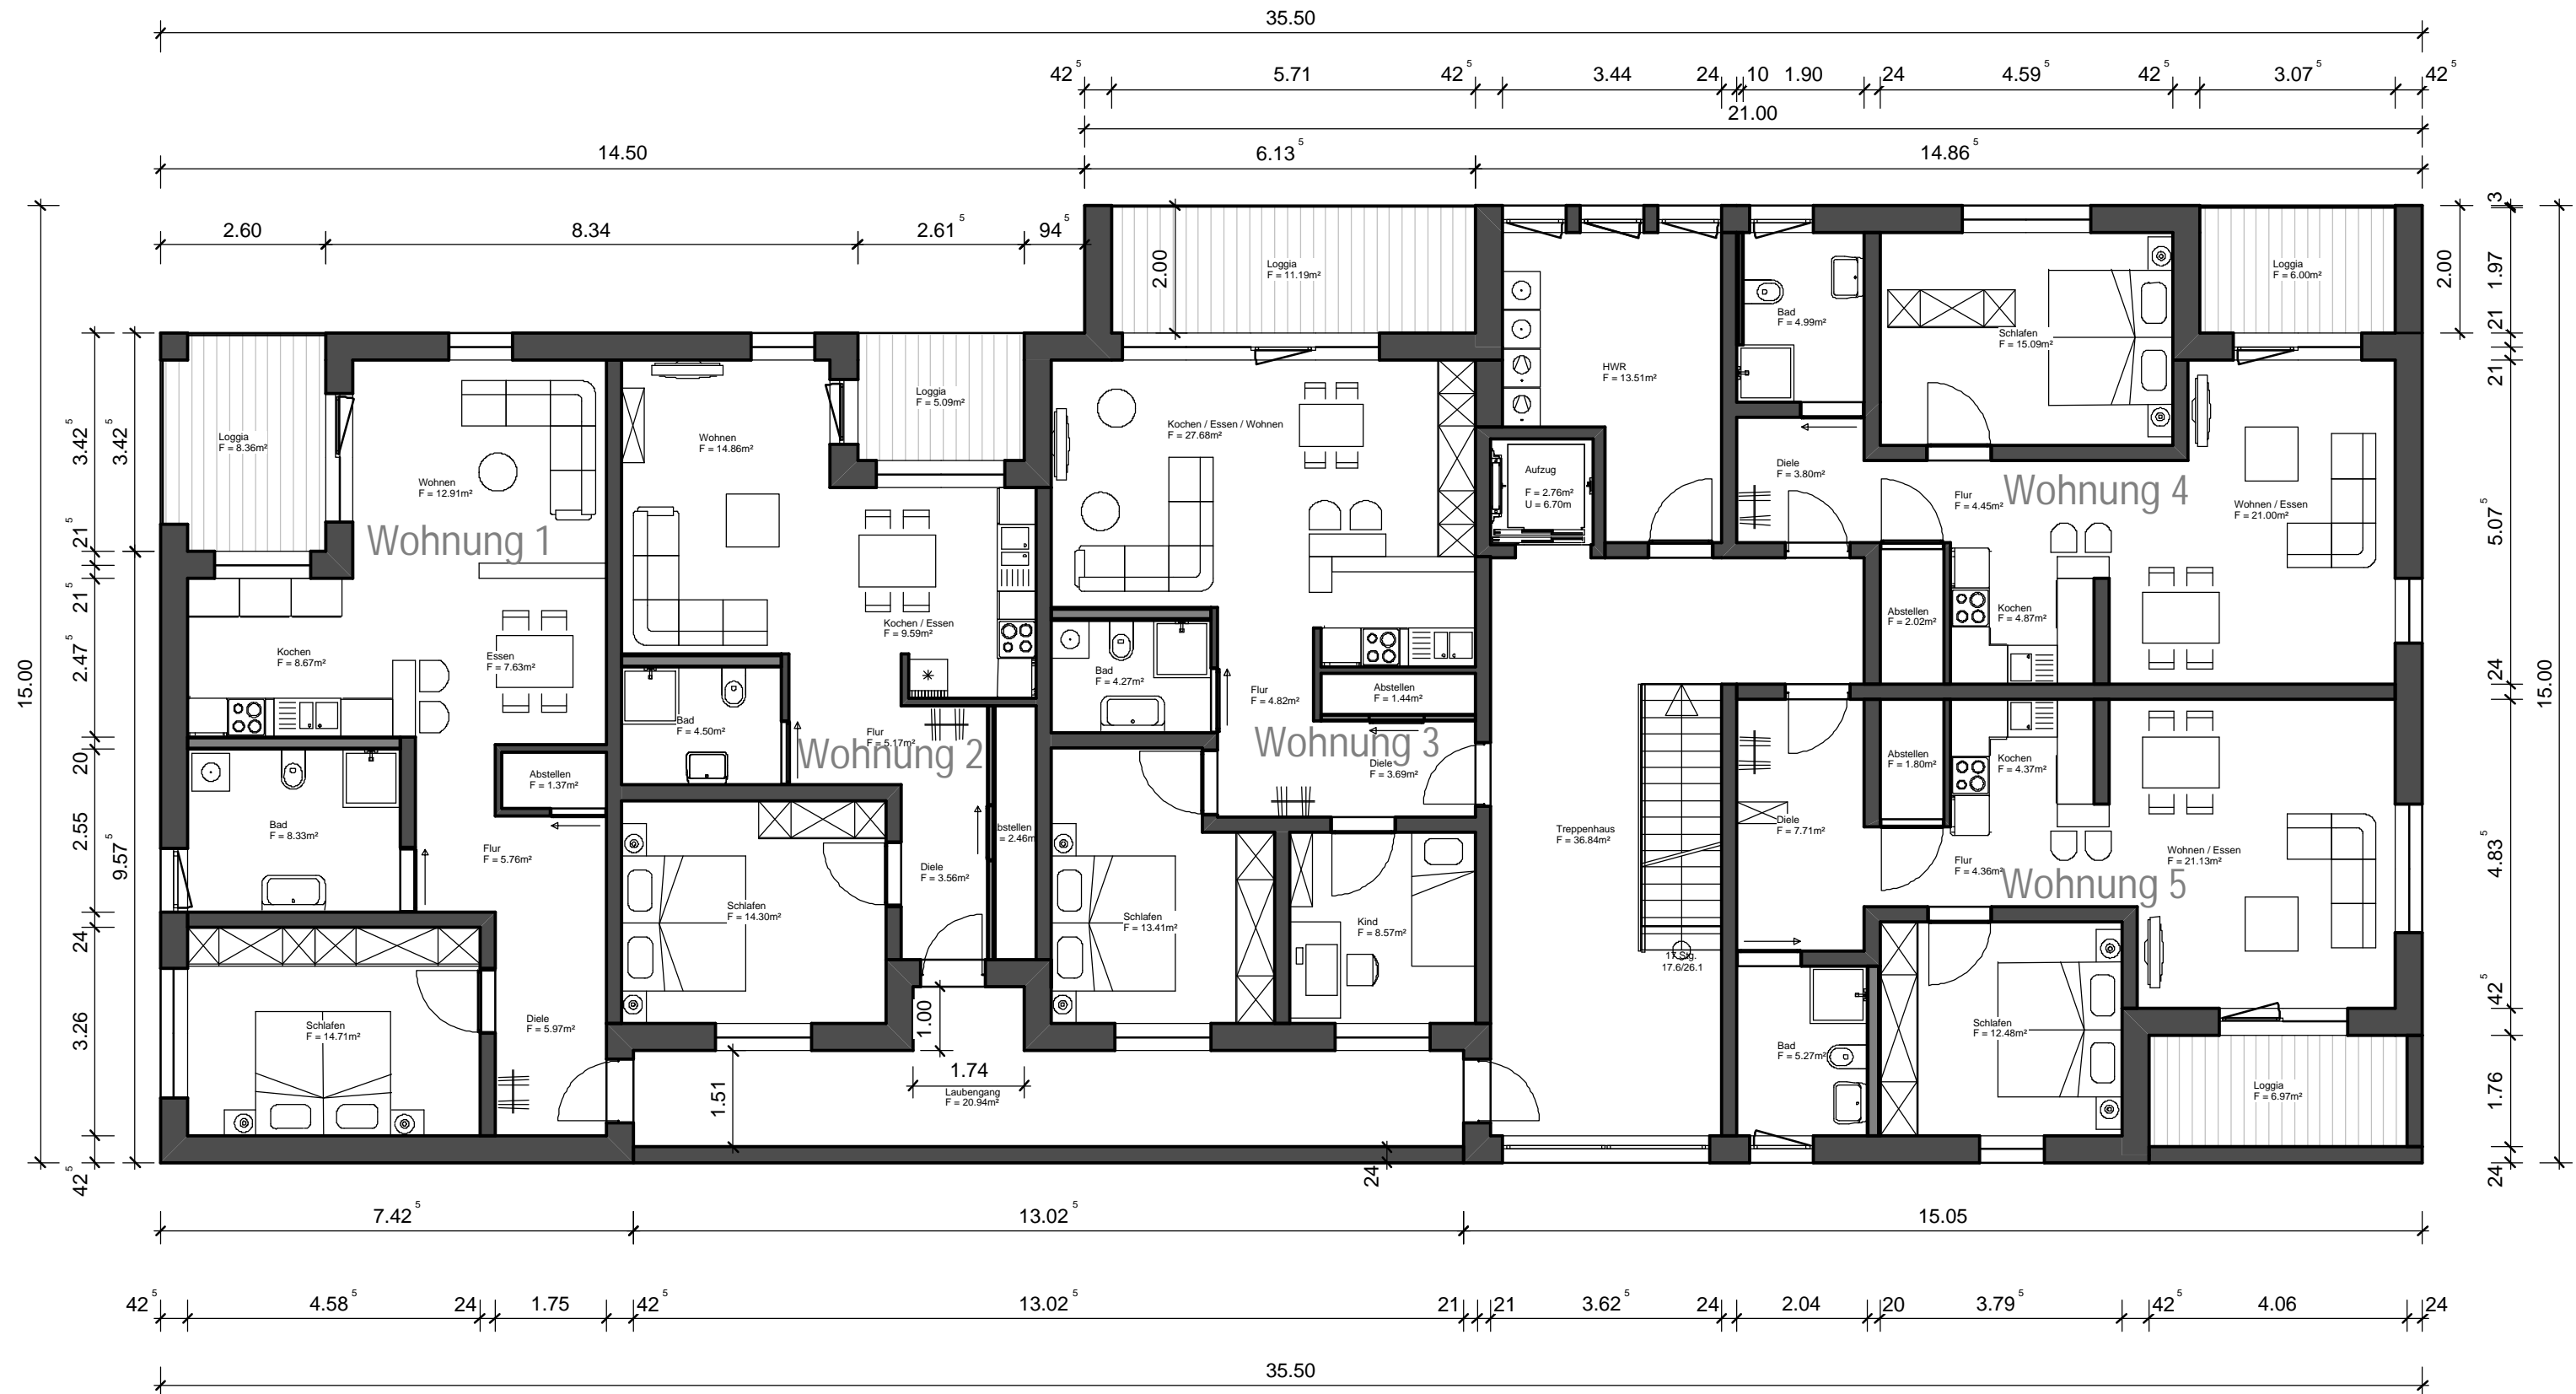 35.50
42⁵ 5.71 42⁵ 3.44 24 10 1.90 24 4.59⁵ 42⁵ 3.07⁵ 42⁵
21.00
14.50 6.13⁵ 14.86⁵
2.60 8.34 2.61⁵ 94⁵
15.00
3.42⁵
21⁵
21⁵
2.47⁵
20
2.55
24
3.26
42⁵
3.42⁵
9.57⁵
Loggia
F = 8.36m²
Wohnen
F = 12.91m²
Wohnung 1
Kochen
F = 8.67m²
Essen
F = 7.63m²
Abstellen
F = 1.37m²
Bad
F = 8.33m²
Flur
F = 5.76m²
Schlafen
F = 14.71m²
Diele
F = 5.97m²
Wohnen
F = 14.86m²
Loggia
F = 5.09m²
Kochen / Essen
F = 9.59m²
Bad
F = 4.50m²
Flur
F = 5.17m²
Wohnung 2
bstellen
= 2.46m
Diele
F = 3.56m²
Schlafen
F = 14.30m²
1.00
1.74
1.51
Laubengang
F = 20.94m²
24
2.00
Loggia
F = 11.19m²
Kochen / Essen / Wohnen
F = 27.68m²
Bad
F = 4.27m²
Flur
F = 4.82m²
Abstellen
F = 1.44m²
Wohnung 3
Diele
F = 3.69m²
Schlafen
F = 13.41m²
Kind
F = 8.57m²
HWR
F = 13.51m²
Aufzug
F = 2.76m²
U = 6.70m
Treppenhaus
F = 36.84m²
17 Stg.
17.6/26.1
Bad
F = 4.99m²
Schlafen
F = 15.09m²
Loggia
F = 6.00m²
Diele
F = 3.80m²
Flur
F = 4.45m²
Wohnung 4
Wohnen / Essen
F = 21.00m²
Abstellen
F = 2.02m²
Kochen
F = 4.87m²
Abstellen
F = 1.80m²
Kochen
F = 4.37m²
Diele
F = 7.71m²
Flur
F = 4.36m²
Wohnung 5
Wohnen / Essen
F = 21.13m²
Bad
F = 5.27m²
Schlafen
F = 12.48m²
Loggia
F = 6.97m²
2.00
3
1.97
21
21
5.07⁵
24
4.83⁵
42⁵
1.76
24
15.00
7.42⁵ 13.02⁵ 15.05
42⁵ 4.58⁵ 24 1.75 42⁵ 13.02⁵ 21 21 3.62⁵ 24 2.04 20 3.79⁵ 42⁵ 4.06 24
35.50